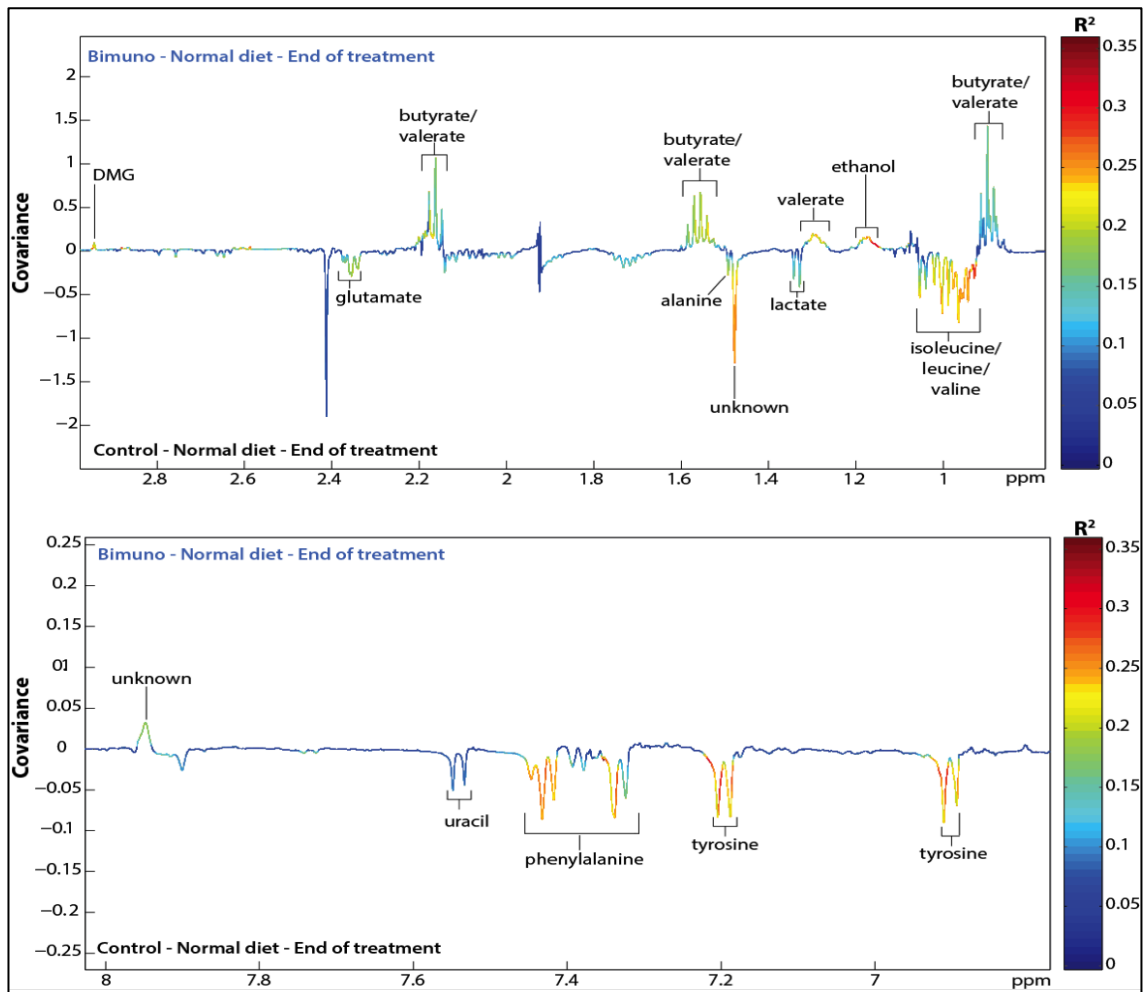 R²
Bimuno - Normal diet - End of treatment
butyrate/
valerate
butyrate/
valerate
butyrate/
valerate
DMG
valerate
ethanol
glutamate
alanine
lactate
unknown
isoleucine/
leucine/
valine
Covariance
2
1.5
1
0.5
0
−0.5
−1
−1.5
−2
Control - Normal diet - End of treatment
2.8
2.6
2.4
2.2
2
1.8
1.6
1.4
1.2
1
ppm
0.35
0.3
0.25
0.2
0.15
0.1
0.05
0
R²
Bimuno - Normal diet - End of treatment
unknown
uracil
phenylalanine
tyrosine
tyrosine
Covariance
0.25
0.2
0.15
01
0.05
0
−0.05
−0.1
−0.15
−0.2
−0.25
Control - Normal diet - End of treatment
8
7.8
7.6
7.4
7.2
7
ppm
0.35
0.3
0.25
0.2
0.15
0.1
0.05
0